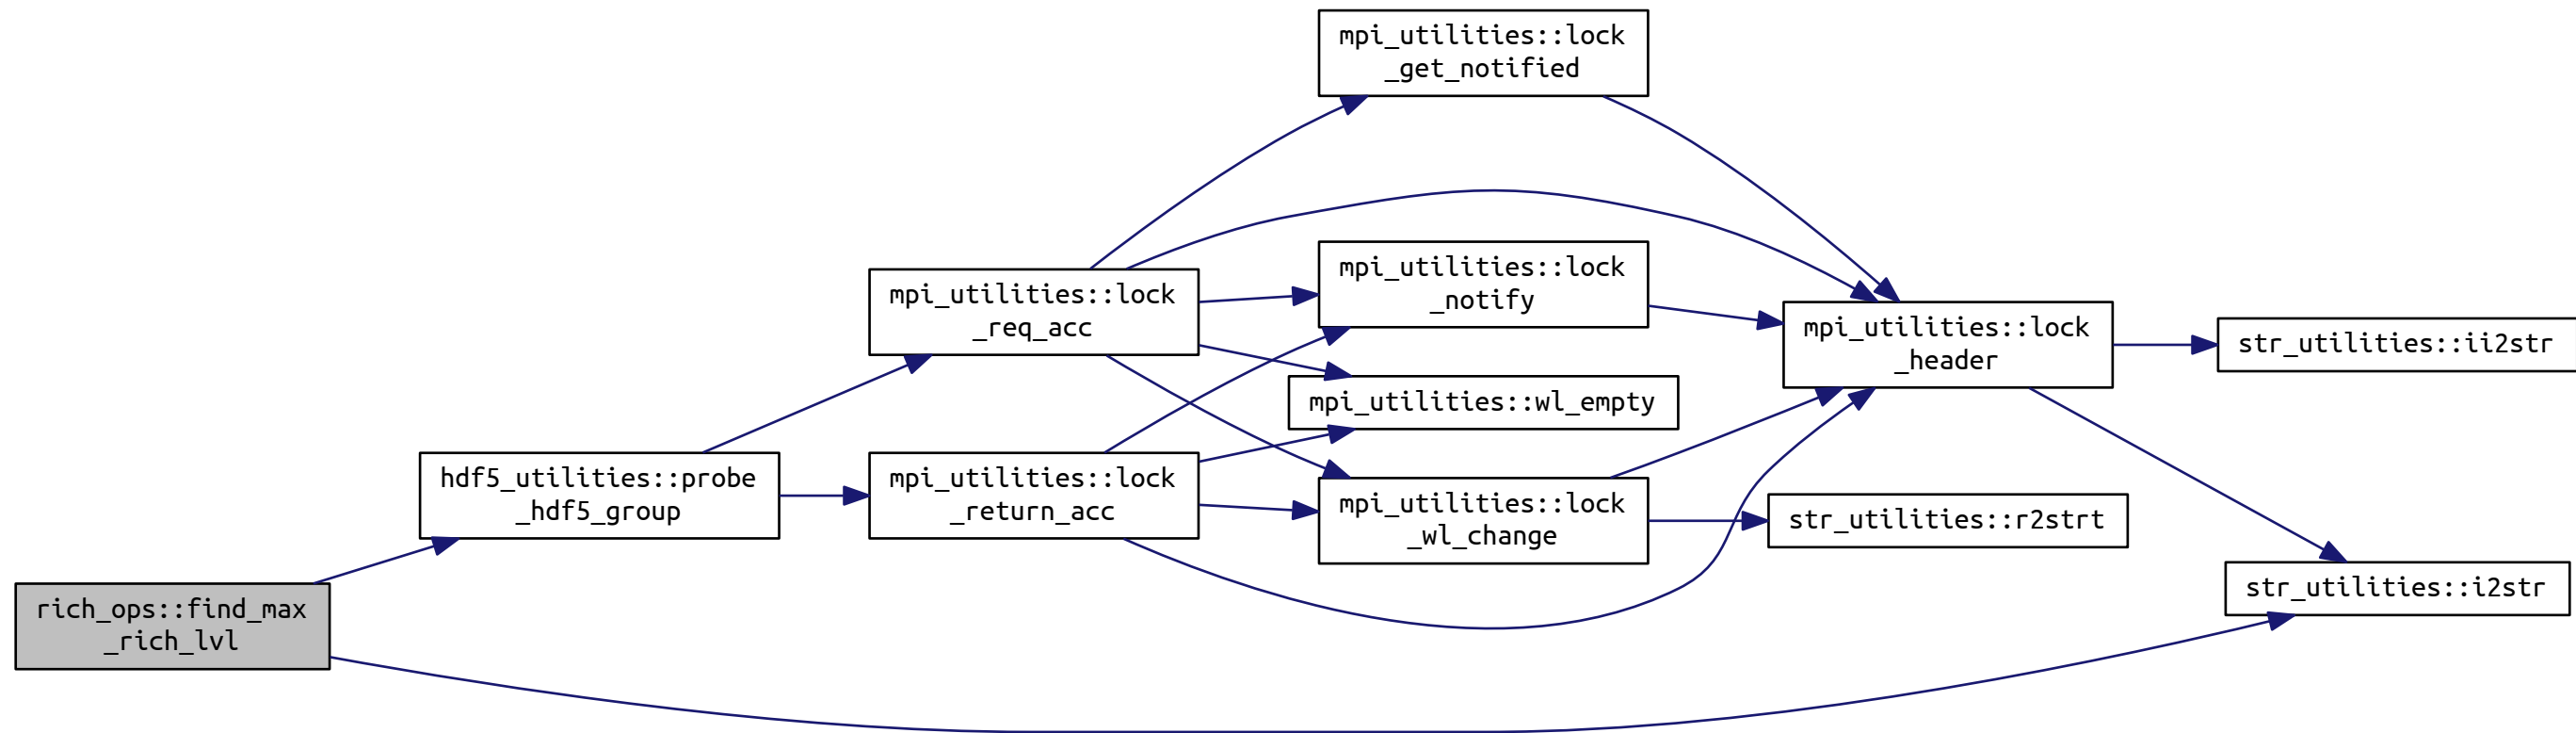 mpi_utilities::lock
_get_notified
mpi_utilities::lock
_notify
mpi_utilities::lock
_req_acc
mpi_utilities::lock
_header
str_utilities::ii2str
mpi_utilities::wl_empty
hdf5_utilities::probe
_hdf5_group
mpi_utilities::lock
_return_acc
mpi_utilities::lock
_wl_change
str_utilities::r2strt
str_utilities::i2str
rich_ops::find_max
_rich_lvl